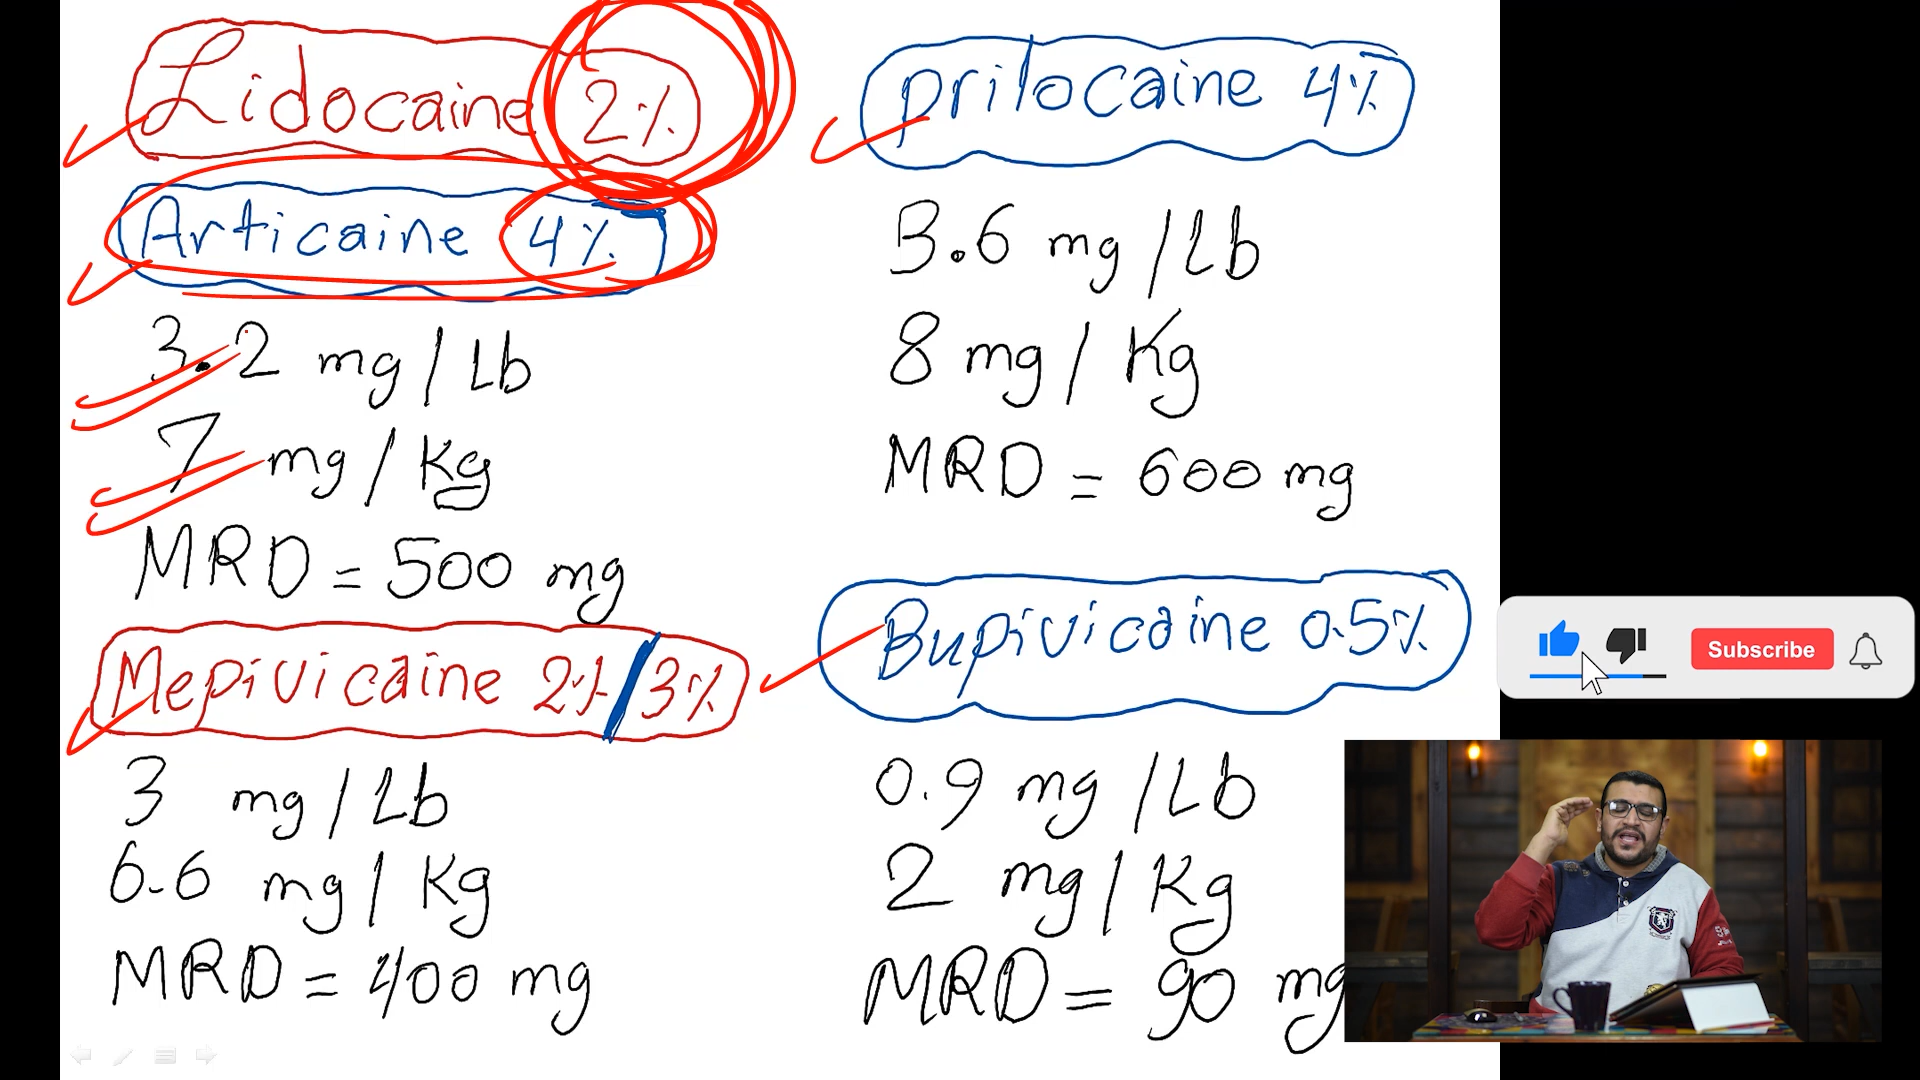 Lidocaine 2%
Articaine 4%
3.2 mg/Lb
7 mg/Kg
MRD = 500 mg
Mepivicaine 2%/3%
3 mg/Lb
6.6 mg/Kg
MRD = 400 mg
prilocaine 4%
3.6 mg/Lb
8 mg/Kg
MRD = 600 mg
Bupivicaine 0.5%
0.9 mg/Lb
2 mg/Kg
MRD = 90 mg
Subscribe